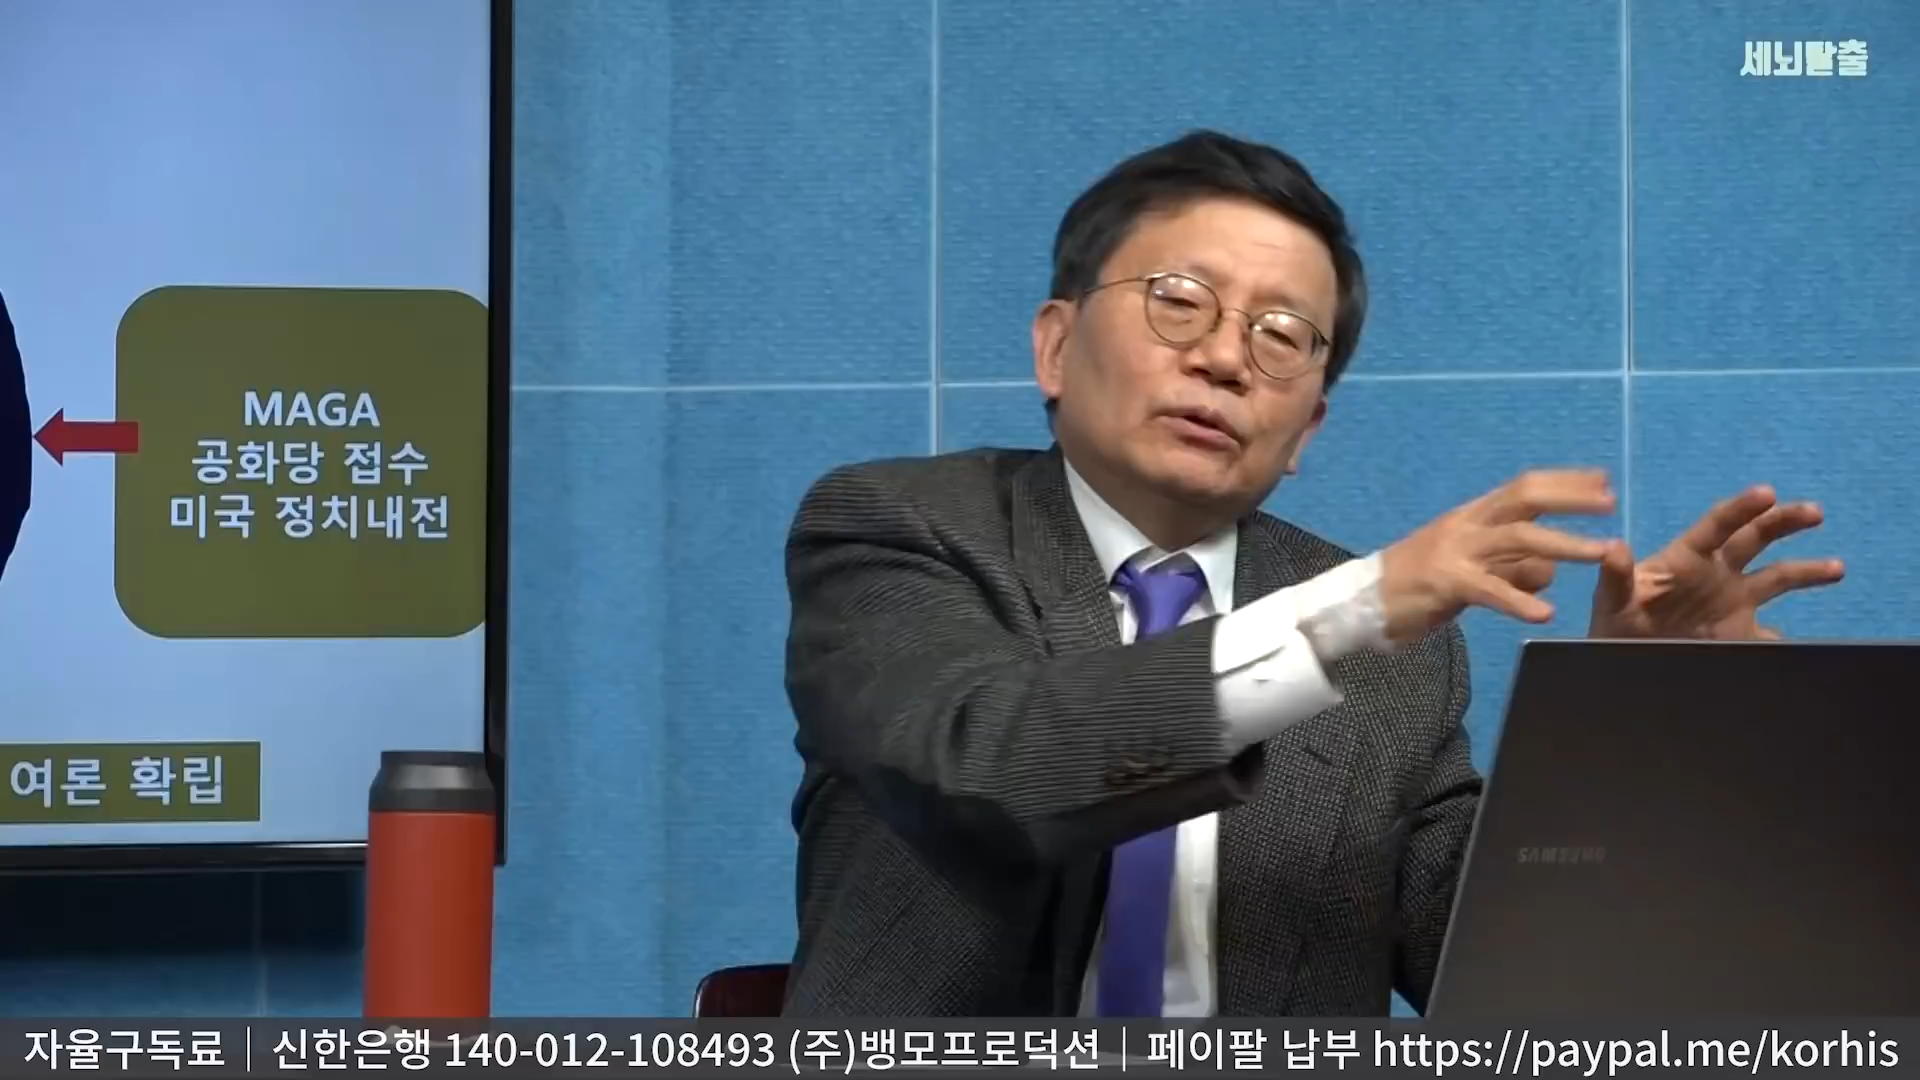 세뇌탈출
MAGA
공화당 접수
미국 정치내전
여론 확립
SAMSUNG
자율구독료│신한은행 140-012-108493 (주)뱅모프로덕션│페이팔 납부 https://paypal.me/korhis